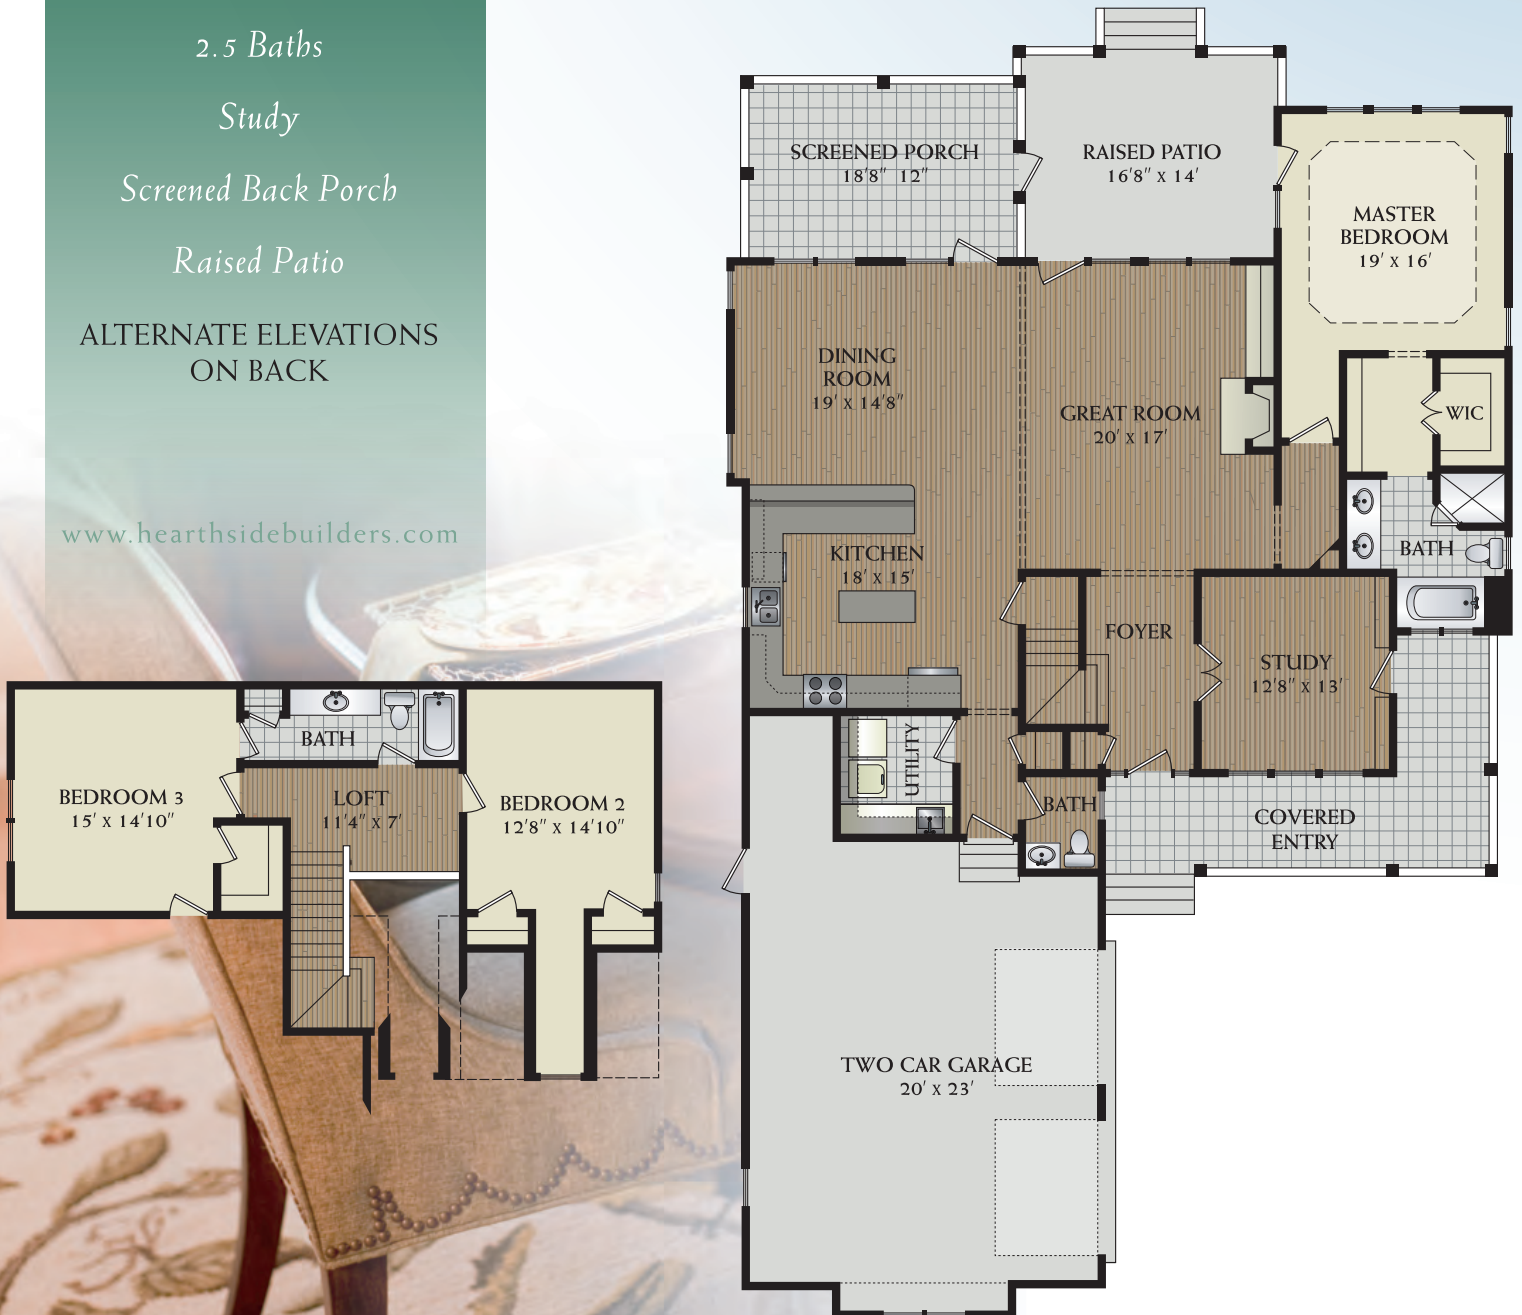 2.5 Baths
Study
Screened Back Porch
Raised Patio
ALTERNATE ELEVATIONS
ON BACK
www.hearthsidebuilders.com
SCREENED PORCH
18'8" 12"
RAISED PATIO
16'8" X 14'
MASTER
BEDROOM
19' X 16'
DINING
ROOM
19' X 14'8"
GREAT ROOM
20' X 17'
WIC
KITCHEN
18' X 15'
BATH
FOYER
STUDY
12'8" X 13'
UTILITY
BATH
COVERED
ENTRY
TWO CAR GARAGE
20' X 23'
BATH
BEDROOM 3
15' X 14'10"
LOFT
11'4" X 7'
BEDROOM 2
12'8" X 14'10"